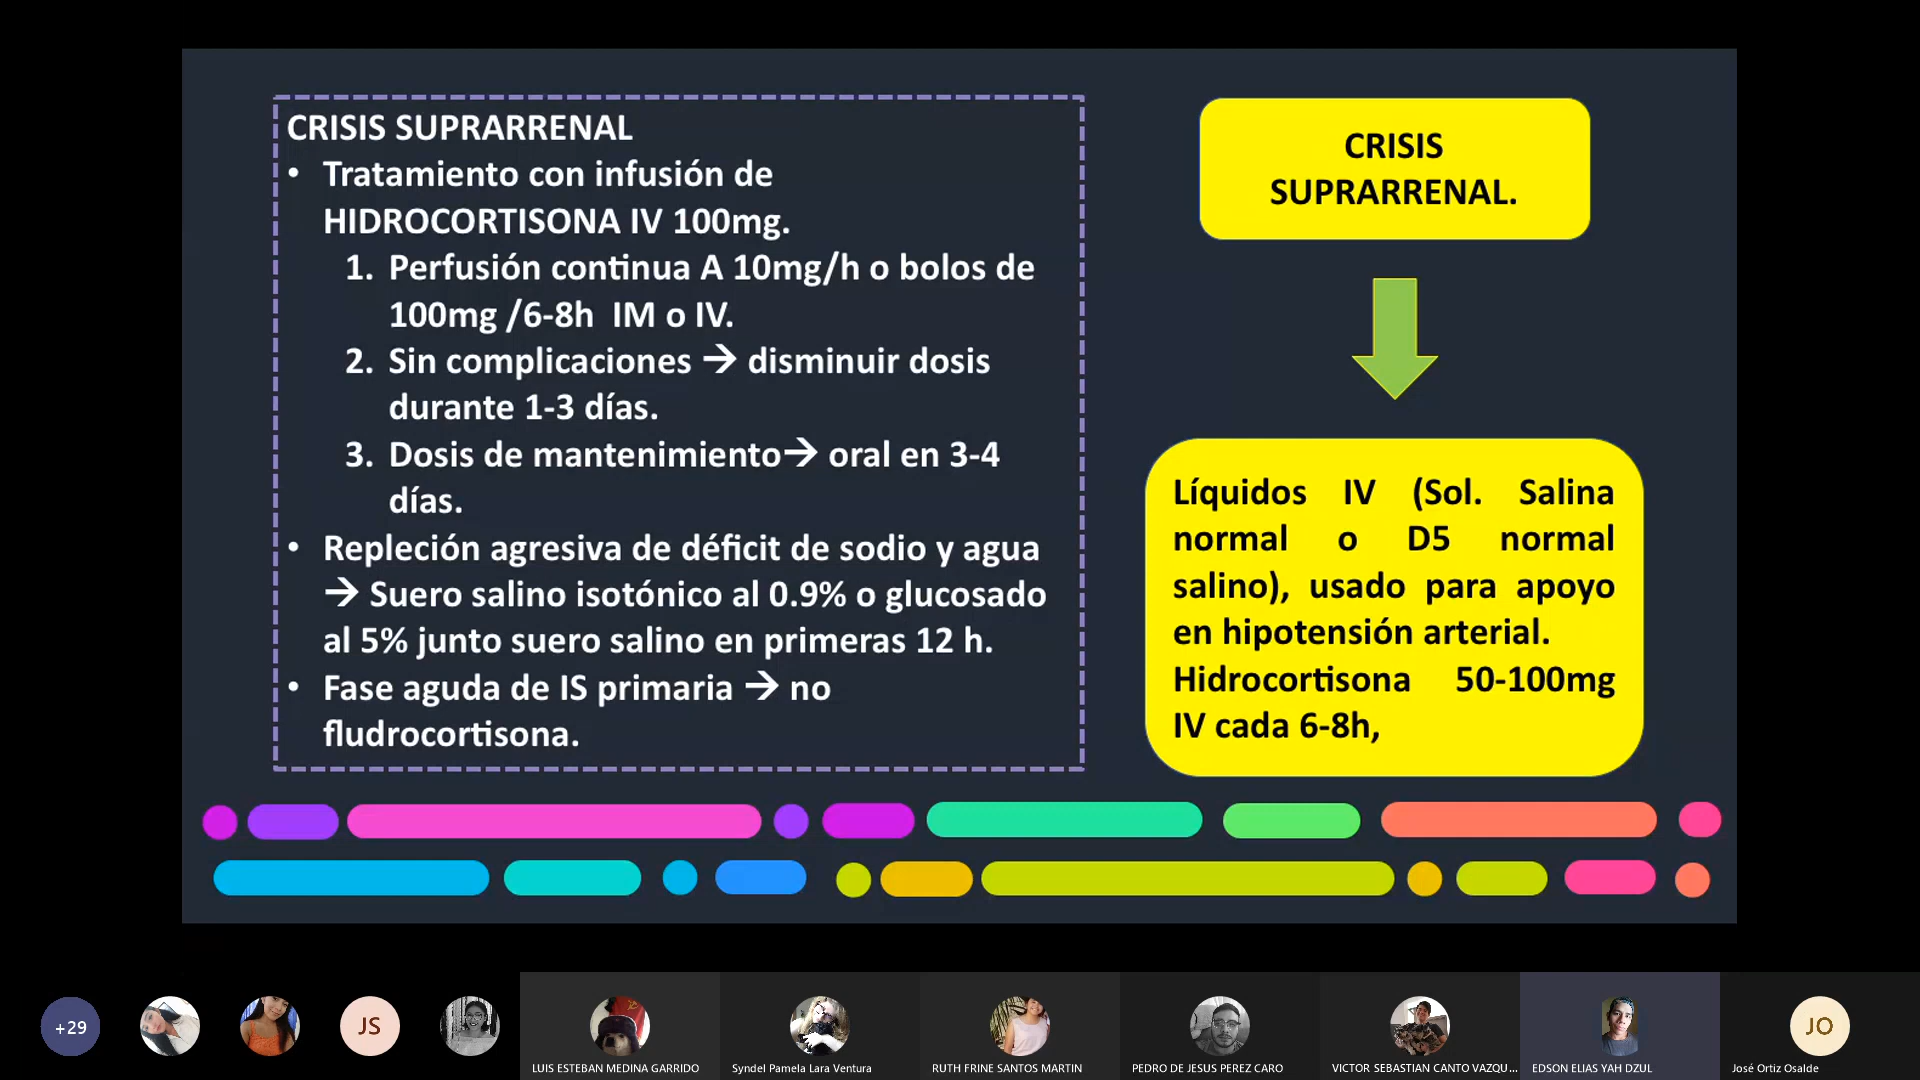 CRISIS SUPRARRENAL
• Tratamiento con infusión de
HIDROCORTISONA IV 100mg.
1. Perfusión continua A 10mg/h o bolos de
100mg /6-8h IM o IV.
2. Sin complicaciones → disminuir dosis
durante 1-3 días.
3. Dosis de mantenimiento→ oral en 3-4
días.
• Repleción agresiva de déficit de sodio y agua
→ Suero salino isotónico al 0.9% o glucosado
al 5% junto suero salino en primeras 12 h.
• Fase aguda de IS primaria → no
fludrocortisona.
CRISIS
SUPRARRENAL.
Líquidos IV (Sol. Salina
normal o D5 normal
salino), usado para apoyo
en hipotensión arterial.
Hidrocortisona 50-100mg
IV cada 6-8h,
+29
JS
JO
LUIS ESTEBAN MEDINA GARRIDO
Syndel Pamela Lara Ventura
RUTH FRINE SANTOS MARTIN
PEDRO DE JESUS PEREZ CARO
VICTOR SEBASTIAN CANTO VAZQU...
EDSON ELIAS YAH DZUL
José Ortiz Osalde